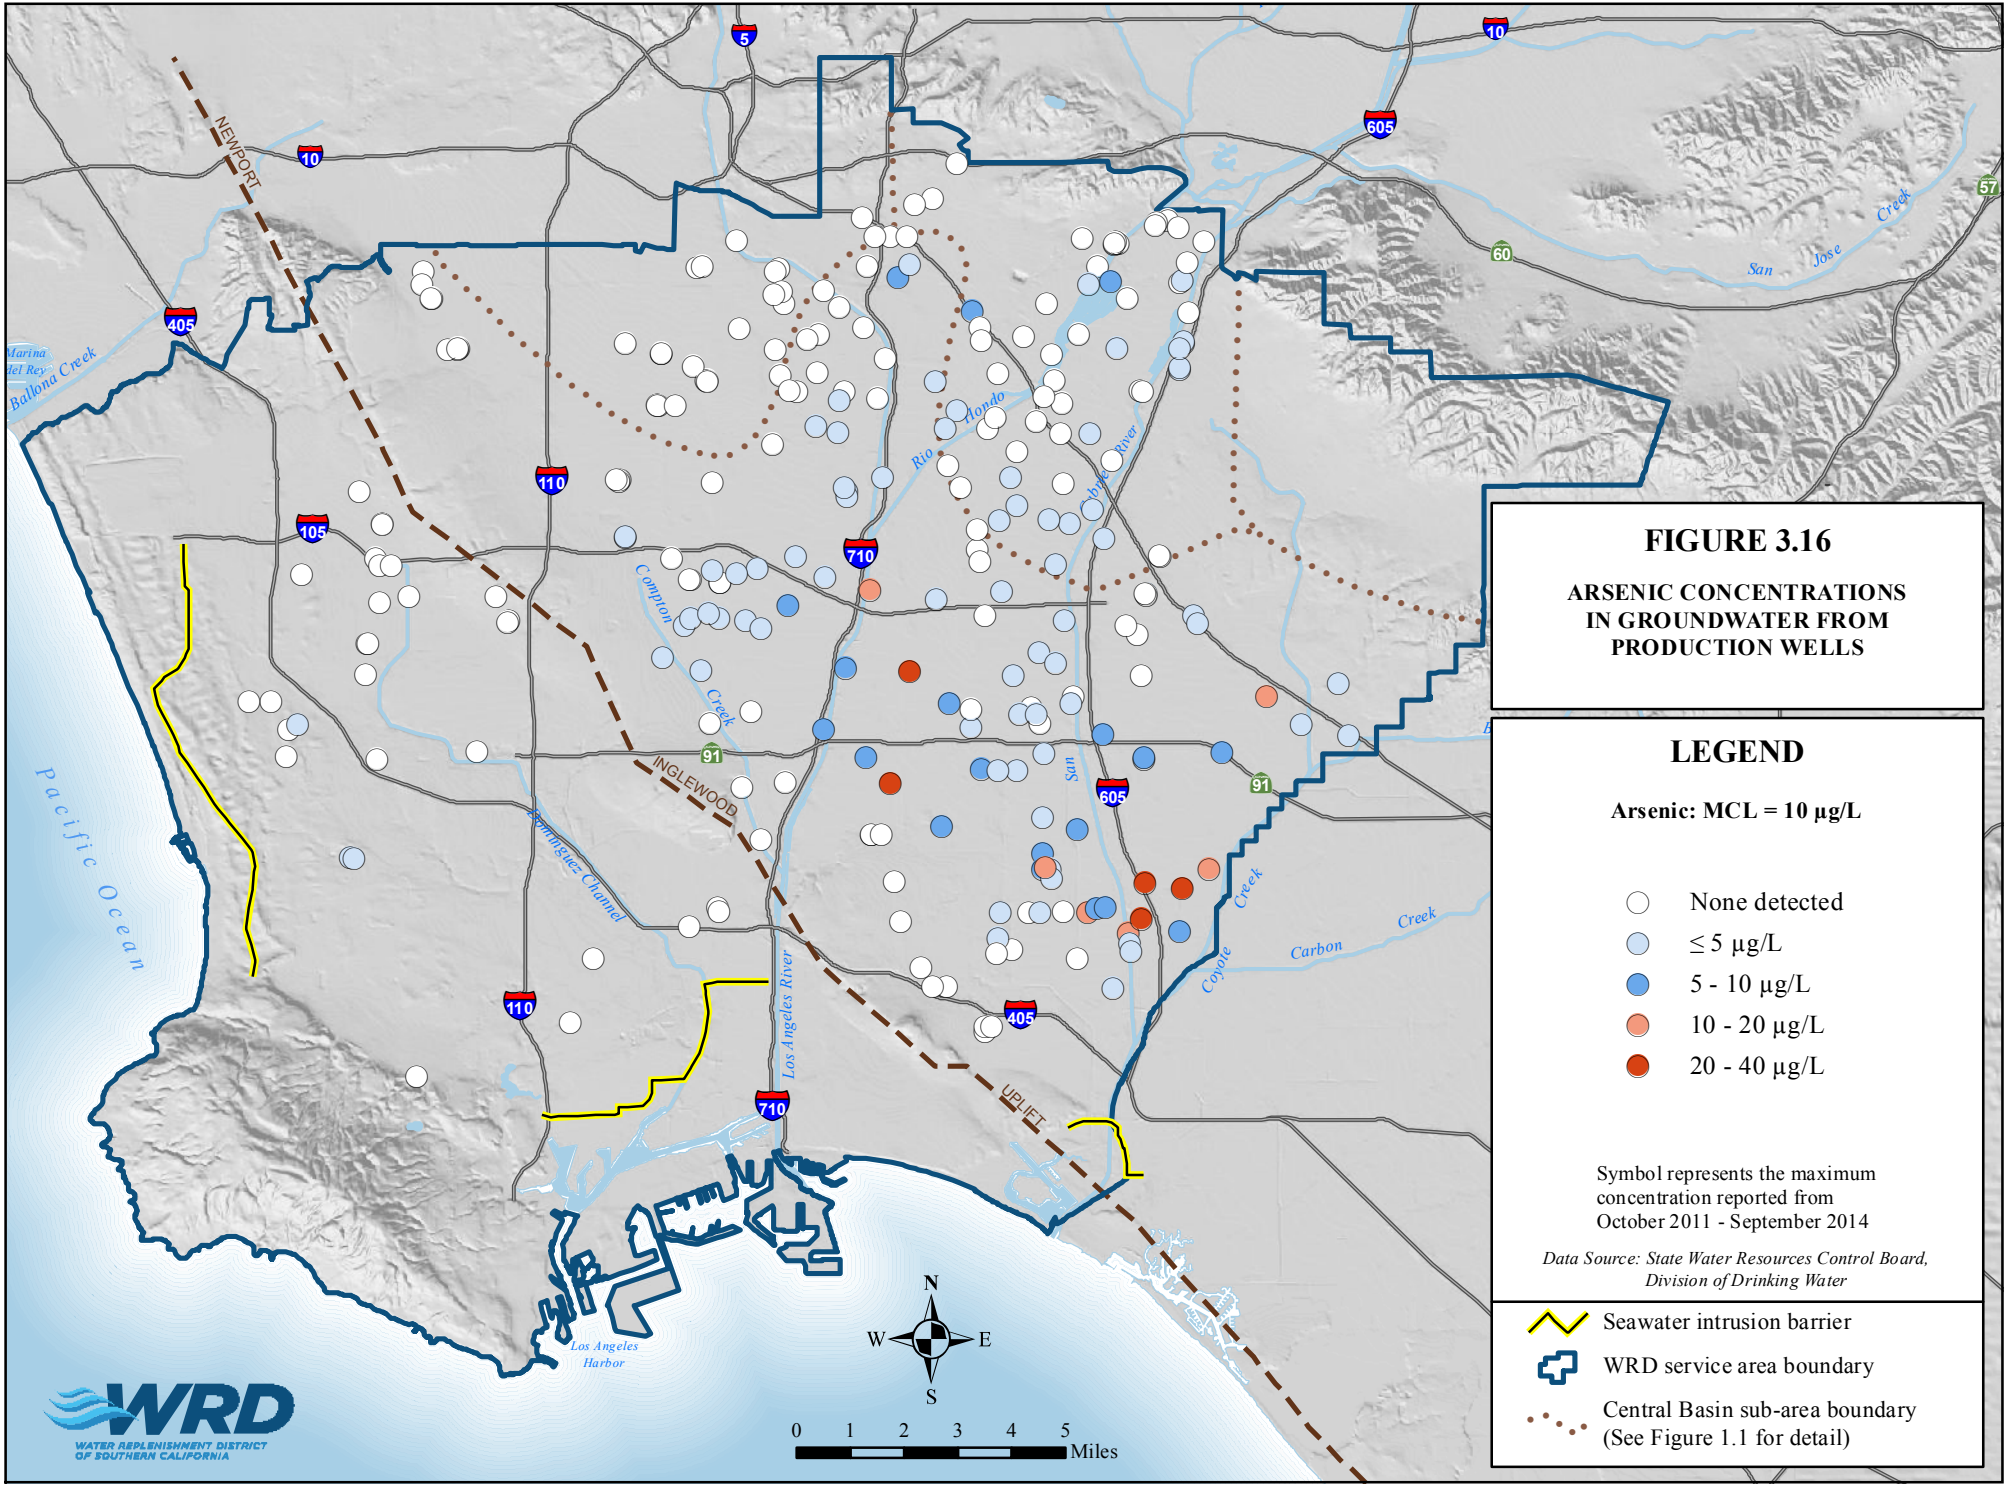 5
10
605
57
NEWPORT
10
Creek
Jose
San
60
405
Marina
del Rey
Ballona Creek
Hondo
Rio
River
110
105
710
FIGURE 3.16
ARSENIC CONCENTRATIONS
IN GROUNDWATER FROM
PRODUCTION WELLS
Compton
Creek
91
INGLEWOOD
San
605
91
LEGEND
Arsenic: MCL = 10 µg/L
None detected
≤ 5 µg/L
5 - 10 µg/L
10 - 20 µg/L
20 - 40 µg/L
Pacific Ocean
Dominguez Channel
Creek
Coyote
Carbon
Creek
Los Angeles River
110
405
710
UPLIFT
Symbol represents the maximum
concentration reported from
October 2011 - September 2014
Data Source: State Water Resources Control Board,
Division of Drinking Water
Seawater intrusion barrier
WRD service area boundary
Central Basin sub-area boundary
(See Figure 1.1 for detail)
N
W
E
S
Los Angeles
Harbor
0 1 2 3 4 5
Miles
WRD
WATER REPLENISHMENT DISTRICT
OF SOUTHERN CALIFORNIA